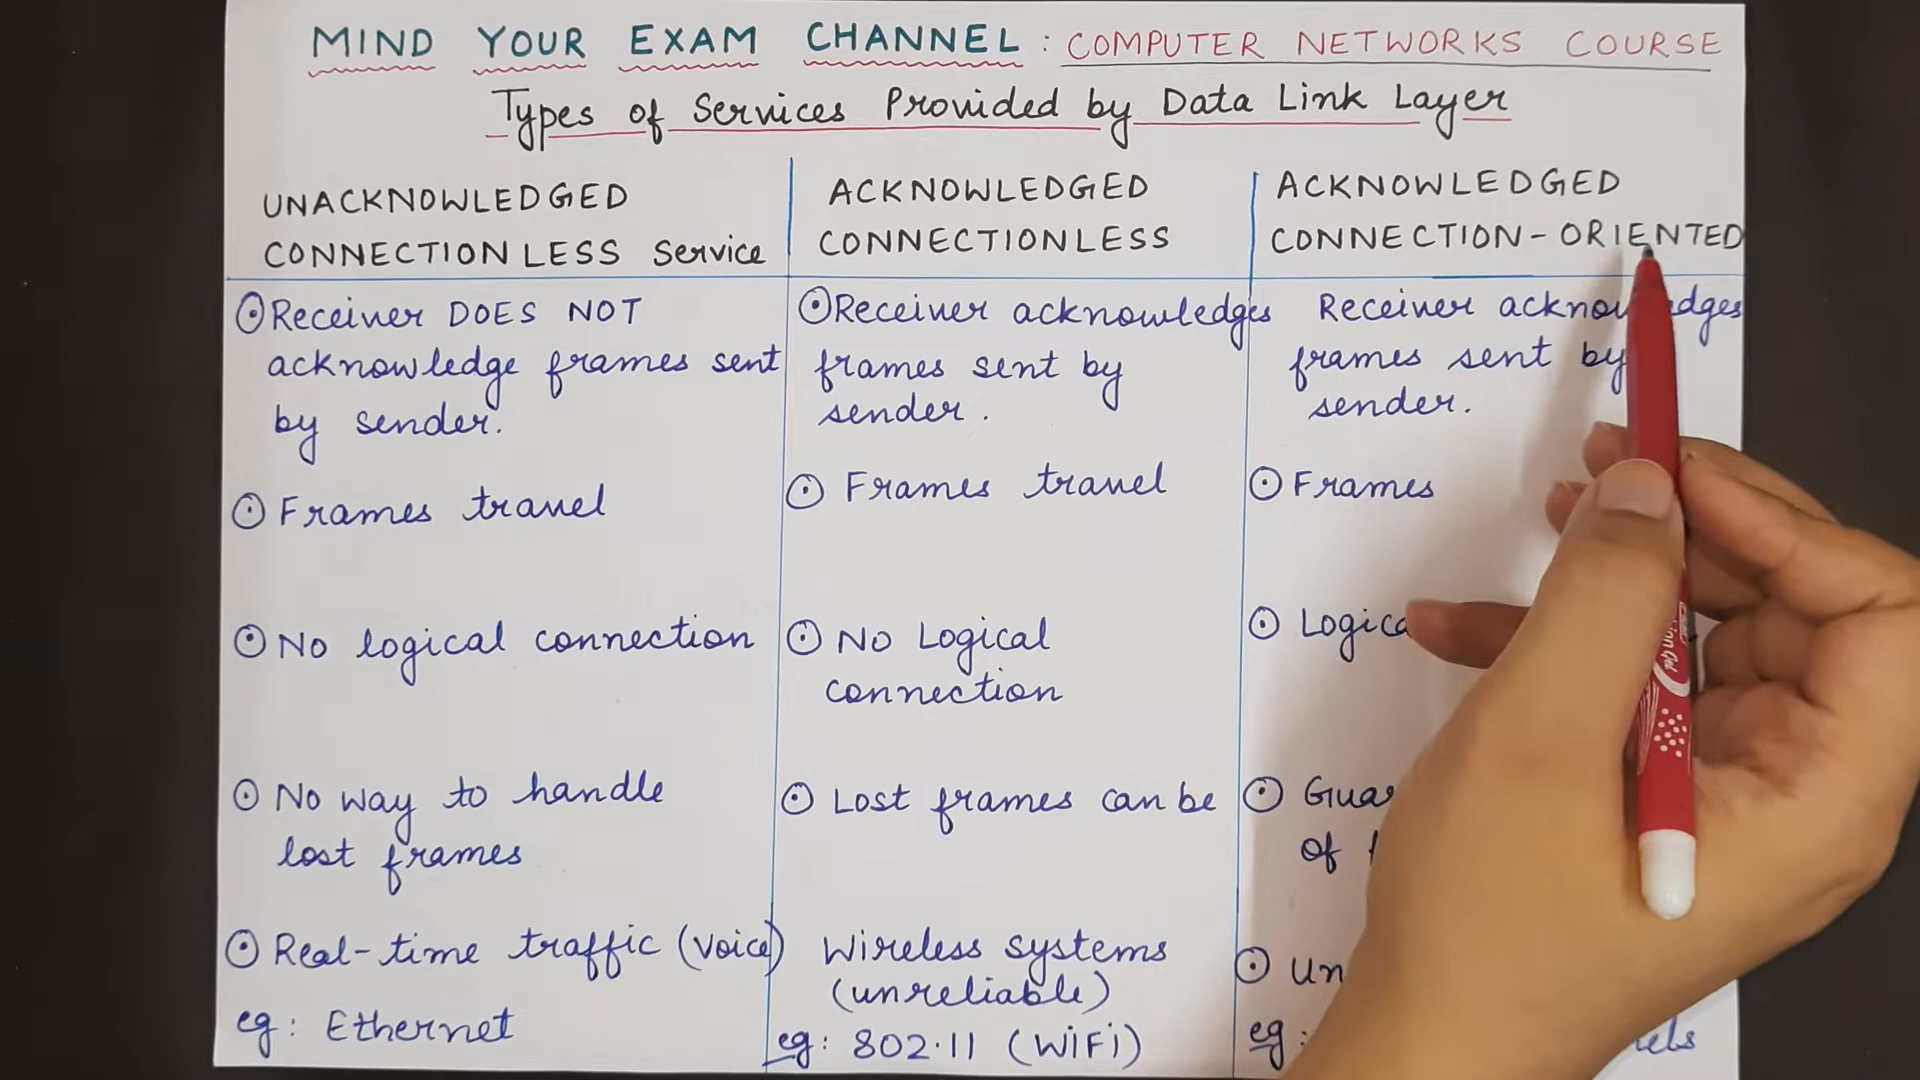 MIND YOUR EXAM CHANNEL : COMPUTER NETWORKS COURSE
Types of Services Provided by Data Link Layer
UNACKNOWLEDGED
CONNECTIONLESS Service
⊙ Receiver DOES NOT
acknowledge frames sent
by sender.
⊙ Frames travel
⊙ No logical connection
⊙ No way to handle
lost frames
⊙ Real-time traffic (Voice)
eg: Ethernet
ACKNOWLEDGED
CONNECTIONLESS
⊙ Receiver acknowledges
frames sent by
sender.
⊙ Frames travel
⊙ No Logical
connection
⊙ Lost frames can be
Wireless systems
(unreliable)
eg: 802.11 (WiFi)
ACKNOWLEDGED
CONNECTION-ORIENTED
Receiver
frames sent by
sender.
⊙ Frames
⊙
⊙
of
⊙
eg: